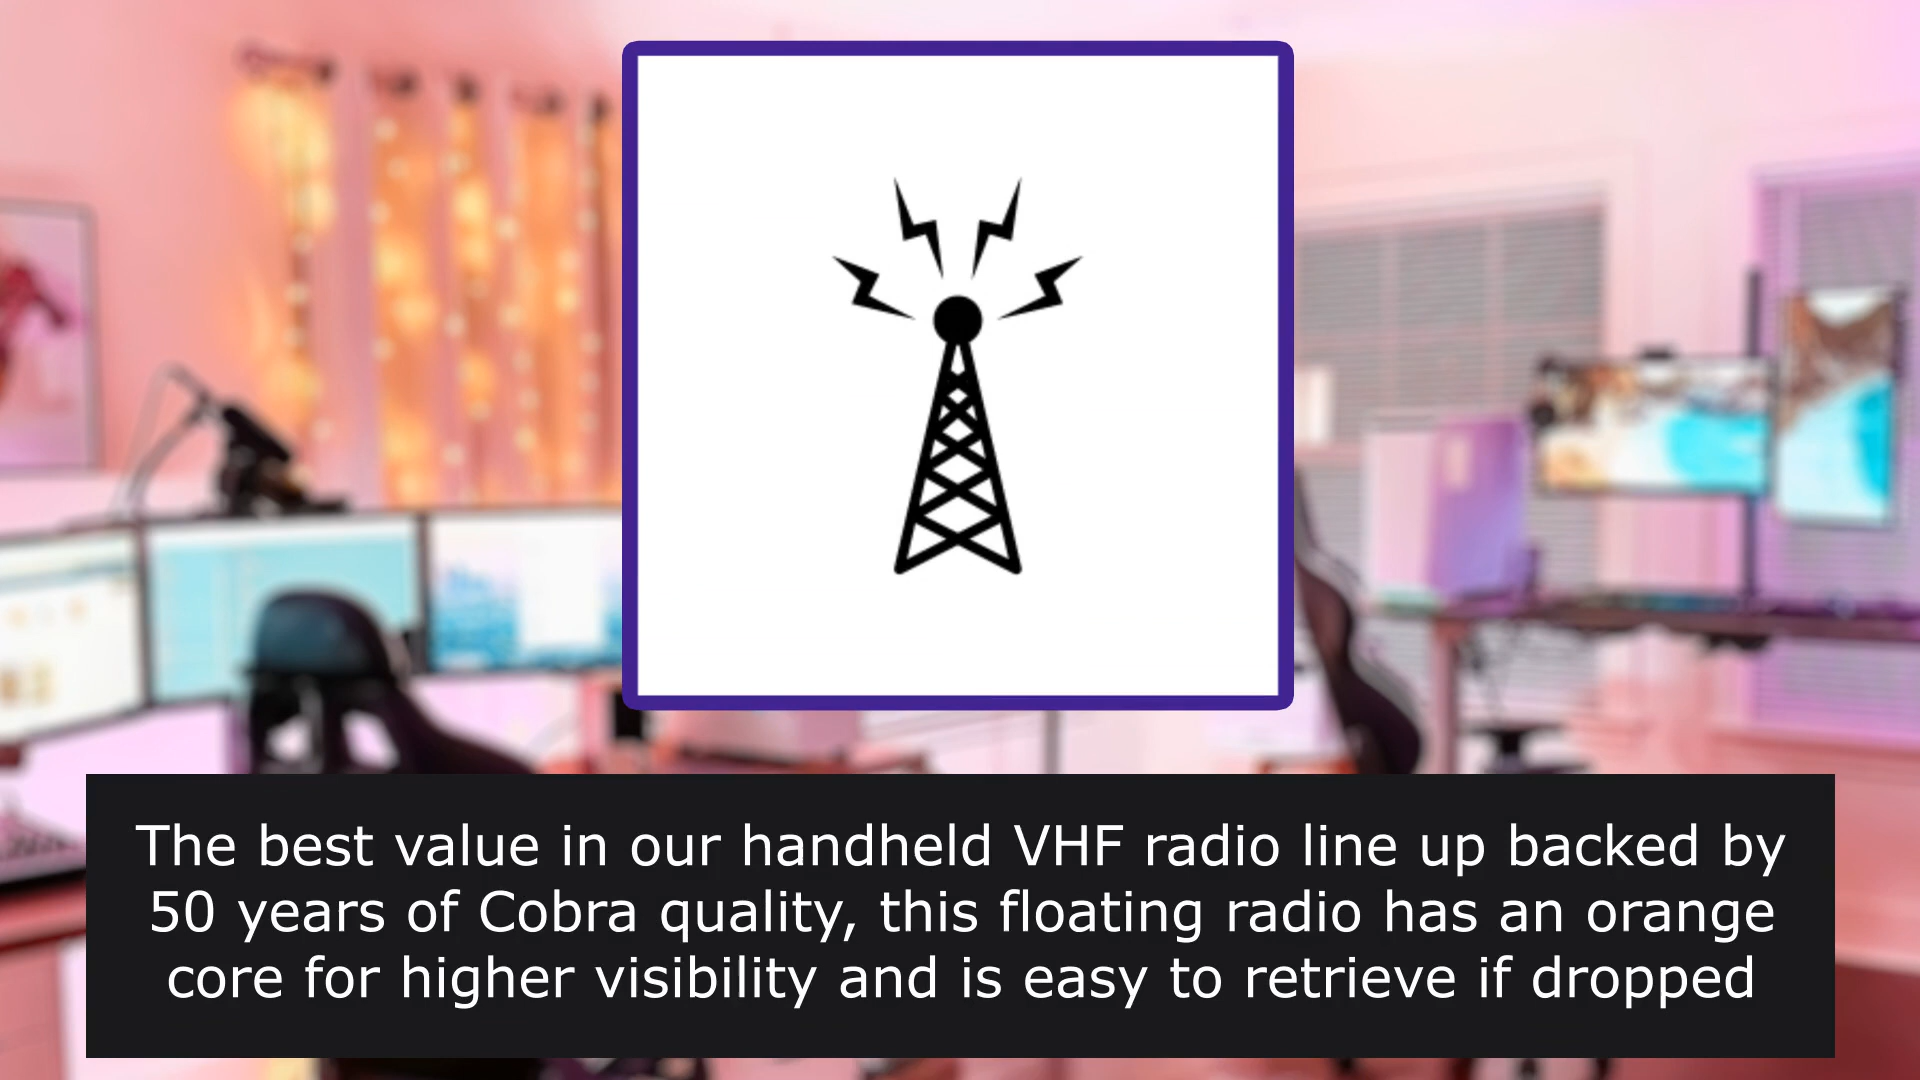 The best value in our handheld VHF radio line up backed by
50 years of Cobra quality, this floating radio has an orange
core for higher visibility and is easy to retrieve if dropped